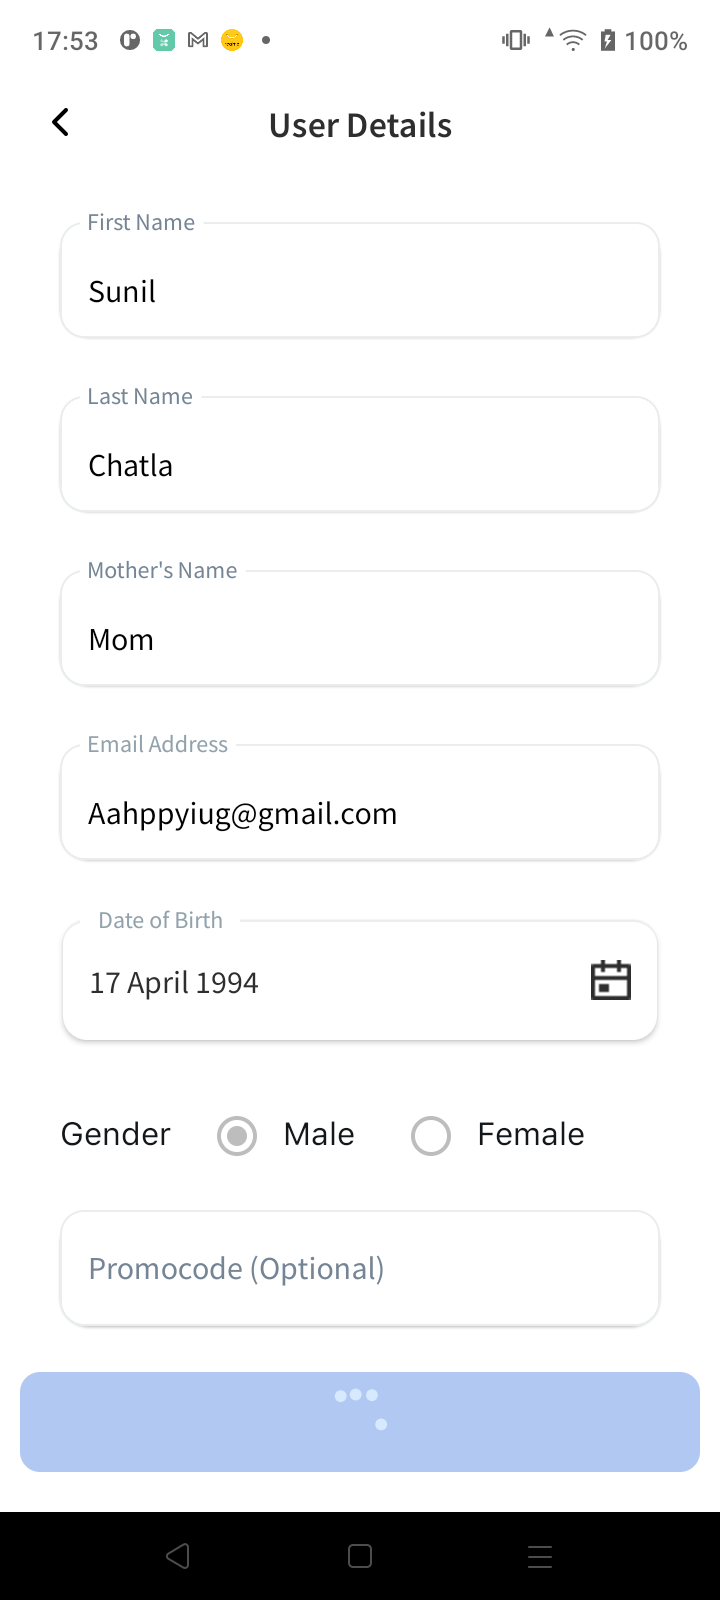 17:53
100%
User Details
First Name
Sunil
Last Name
Chatla
Mother's Name
Mom
Email Address
Aahppyiug@gmail.com
Date of Birth
17 April 1994
Gender Male Female
Promocode (Optional)